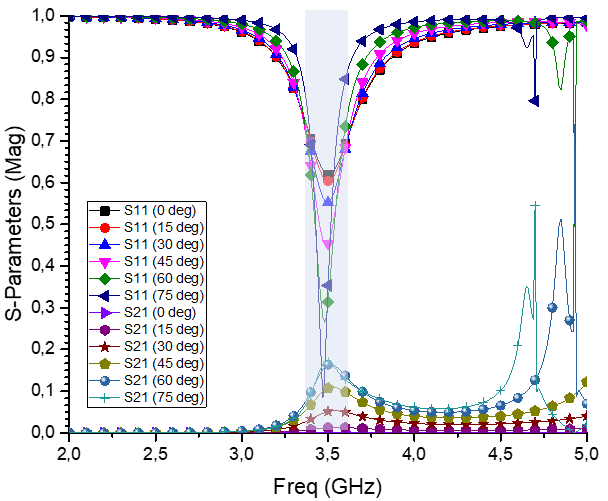 1,0
0,9
0,8
0,7
0,6
0,5
0,4
0,3
0,2
0,1
0,0
S-Parameters (Mag)
S11 (0 deg)
S11 (15 deg)
S11 (30 deg)
S11 (45 deg)
S11 (60 deg)
S11 (75 deg)
S21 (0 deg)
S21 (15 deg)
S21 (30 deg)
S21 (45 deg)
S21 (60 deg)
S21 (75 deg)
2,0 2,5 3,0 3,5 4,0 4,5 5,0
Freq (GHz)